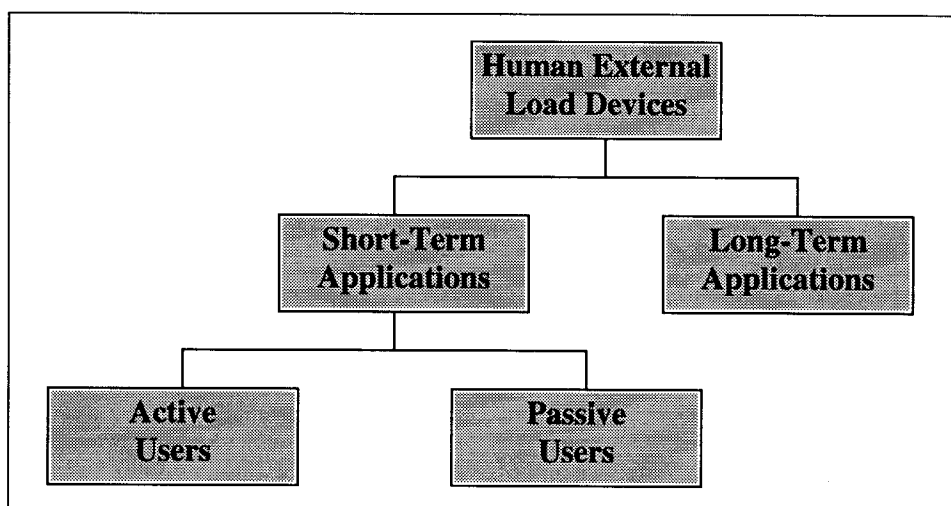 Human External
Load Devices
Short-Term
Applications
Long-Term
Applications
Active
Users
Passive
Users